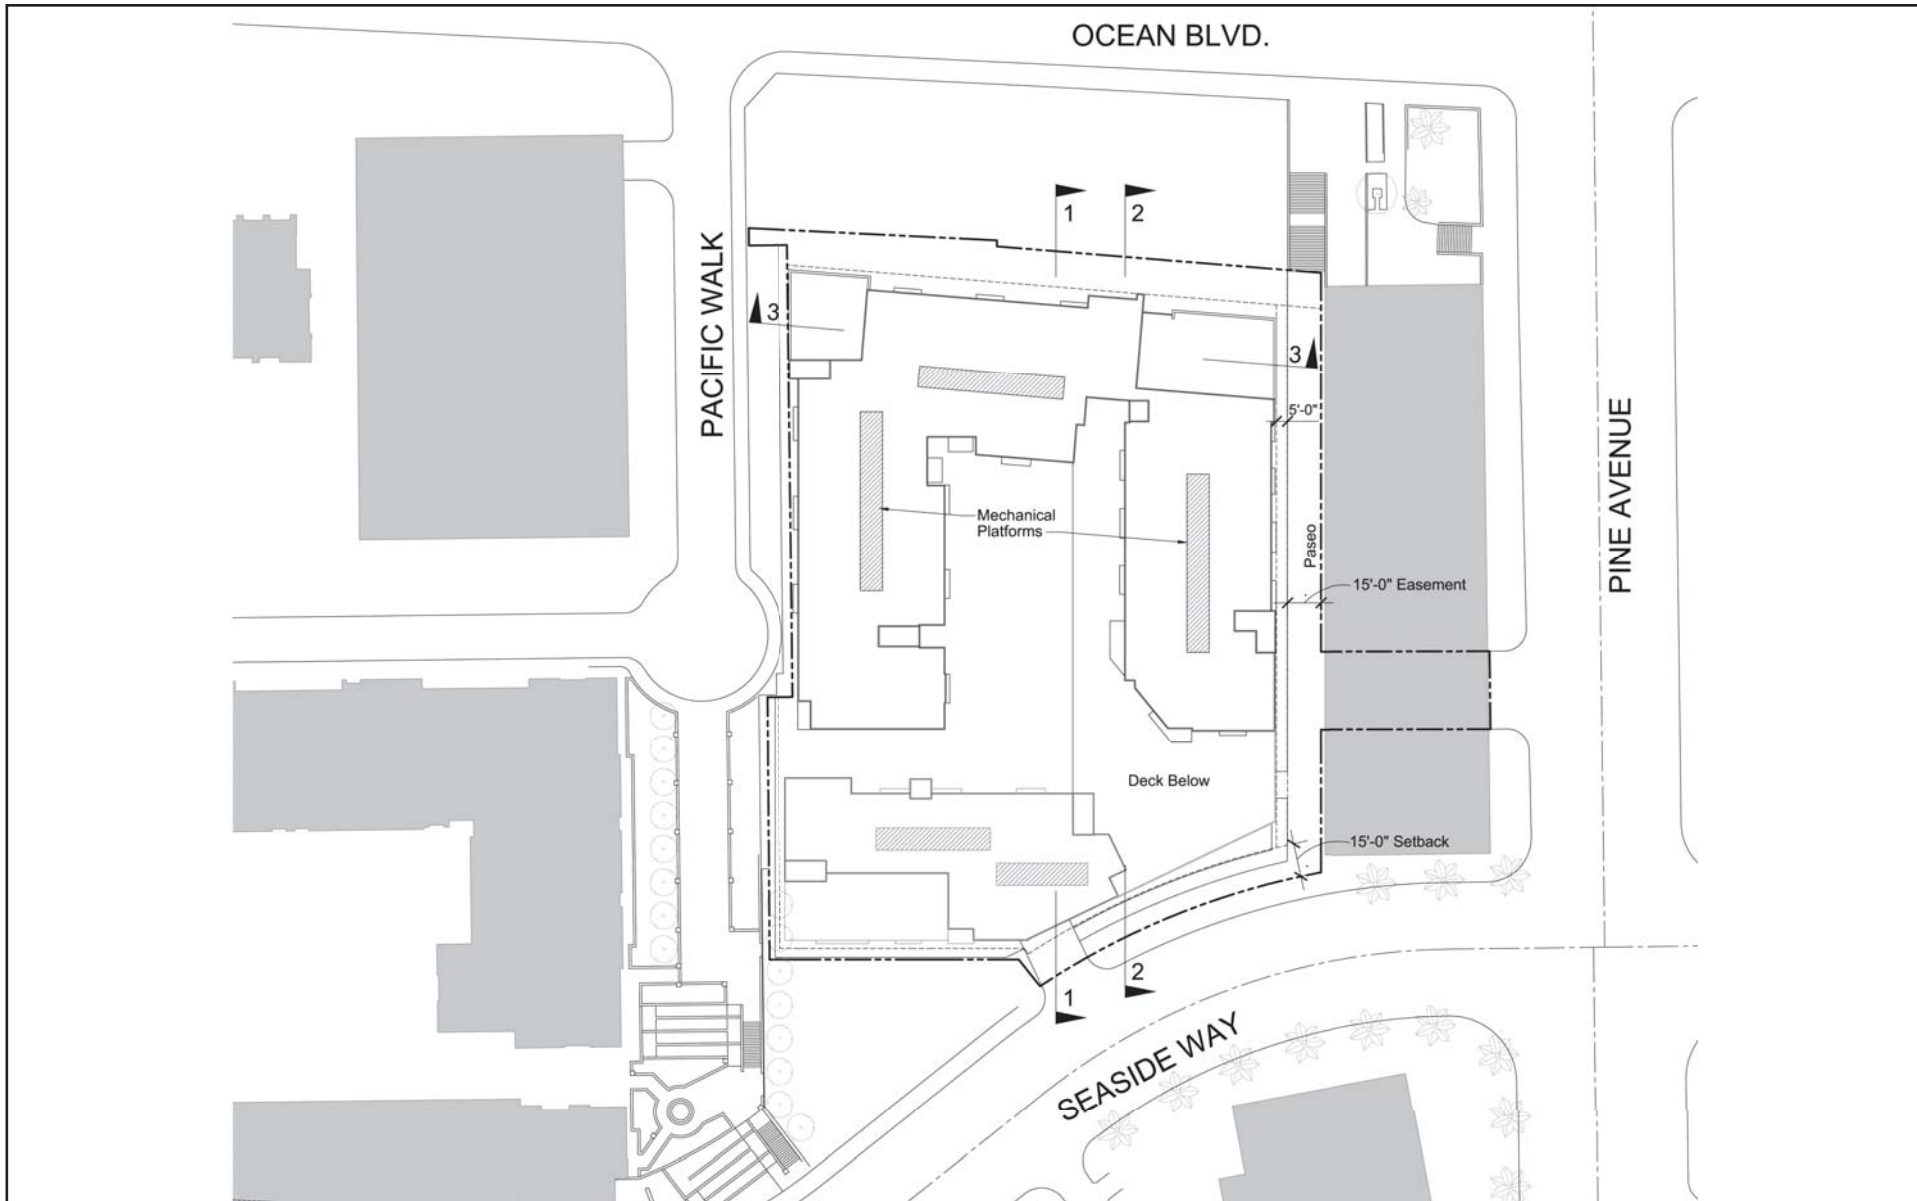 OCEAN BLVD.
1
2
PACIFIC WALK
3
3
5'-0"
PINE AVENUE
Mechanical
Platforms
Paseo
15'-0" Easement
Deck Below
15'-0" Setback
2
1
SEASIDE WAY